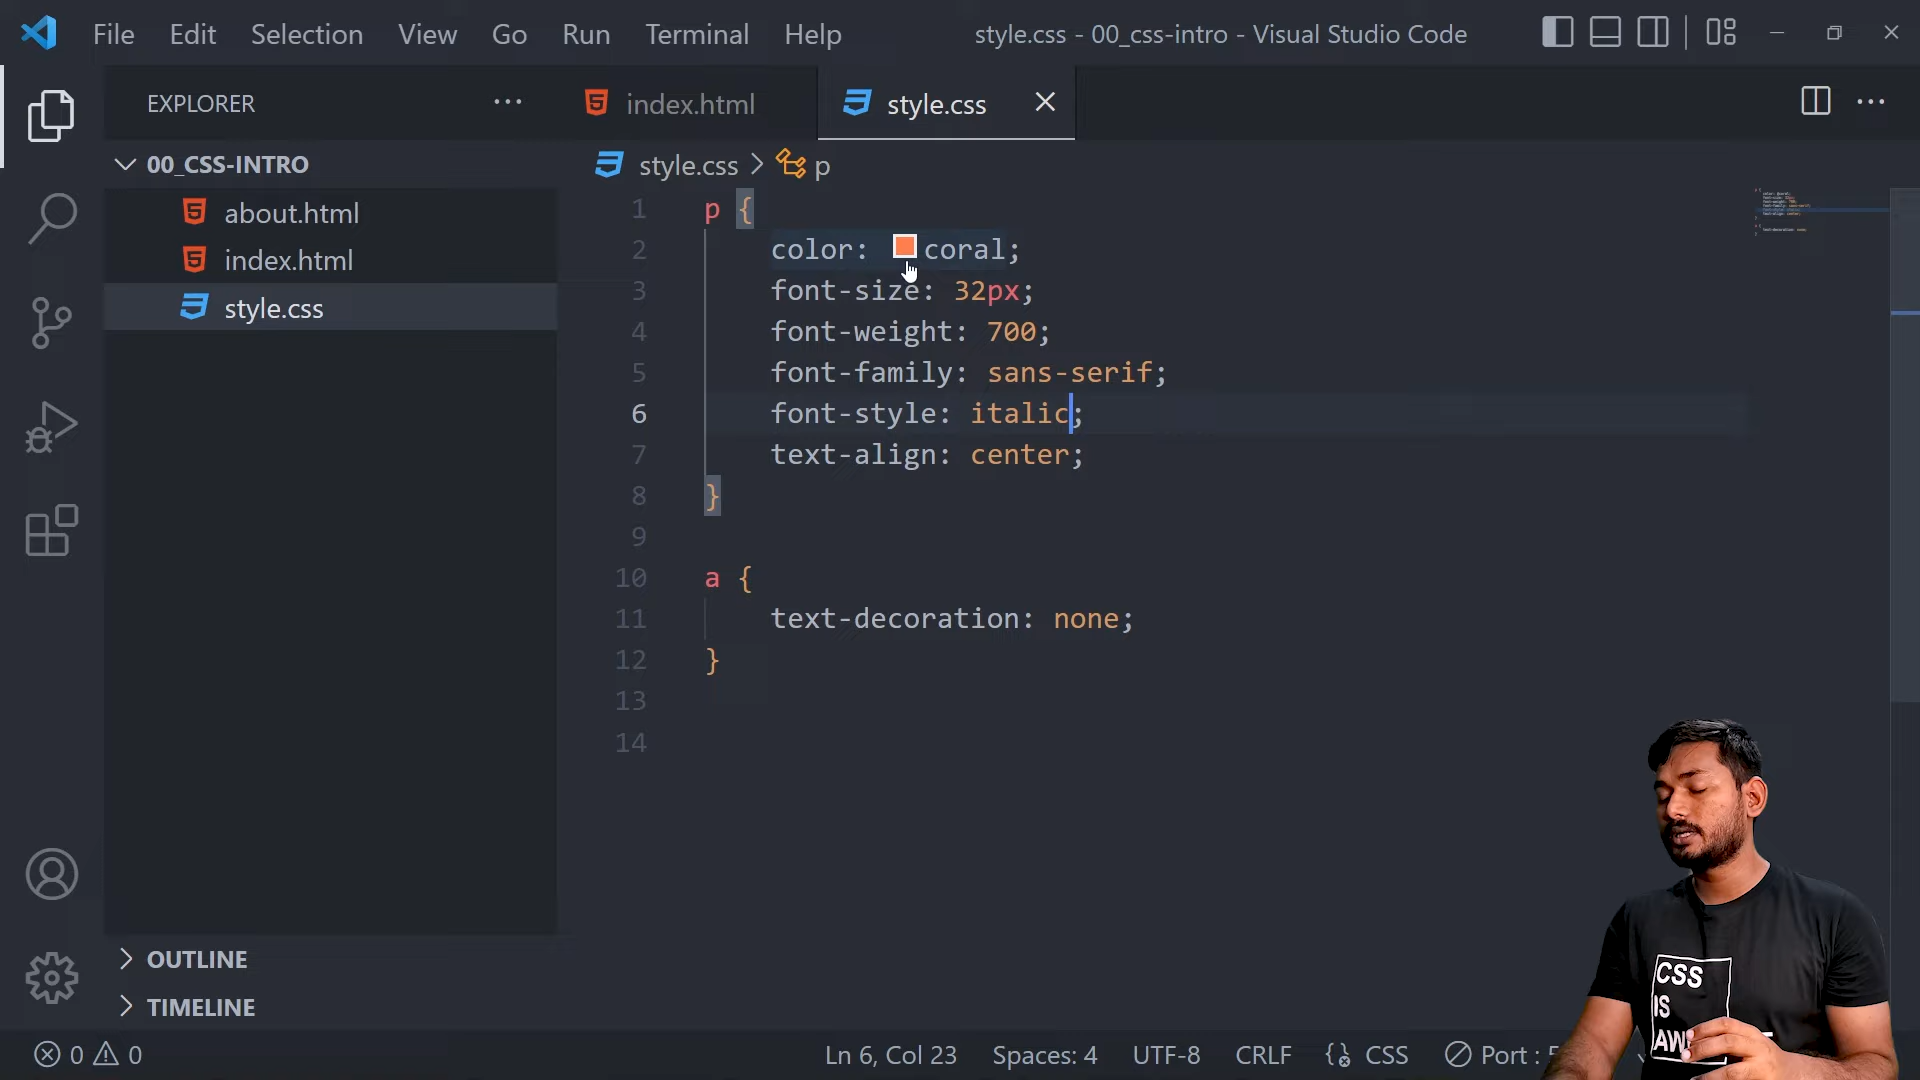 File Edit Selection View Go Run Terminal Help style.css - 00_css-intro - Visual Studio Code
EXPLORER
index.html style.css
00_CSS-INTRO
about.html
index.html
style.css
style.css > p
1 p {
2 color: coral;
3 font-size: 32px;
4 font-weight: 700;
5 font-family: sans-serif;
6 font-style: italic;
7 text-align: center;
8 }
9
10 a {
11 text-decoration: none;
12 }
13
14
OUTLINE
TIMELINE
CSS
IS
0 0 Ln 6, Col 23 Spaces: 4 UTF-8 CRLF CSS Port :